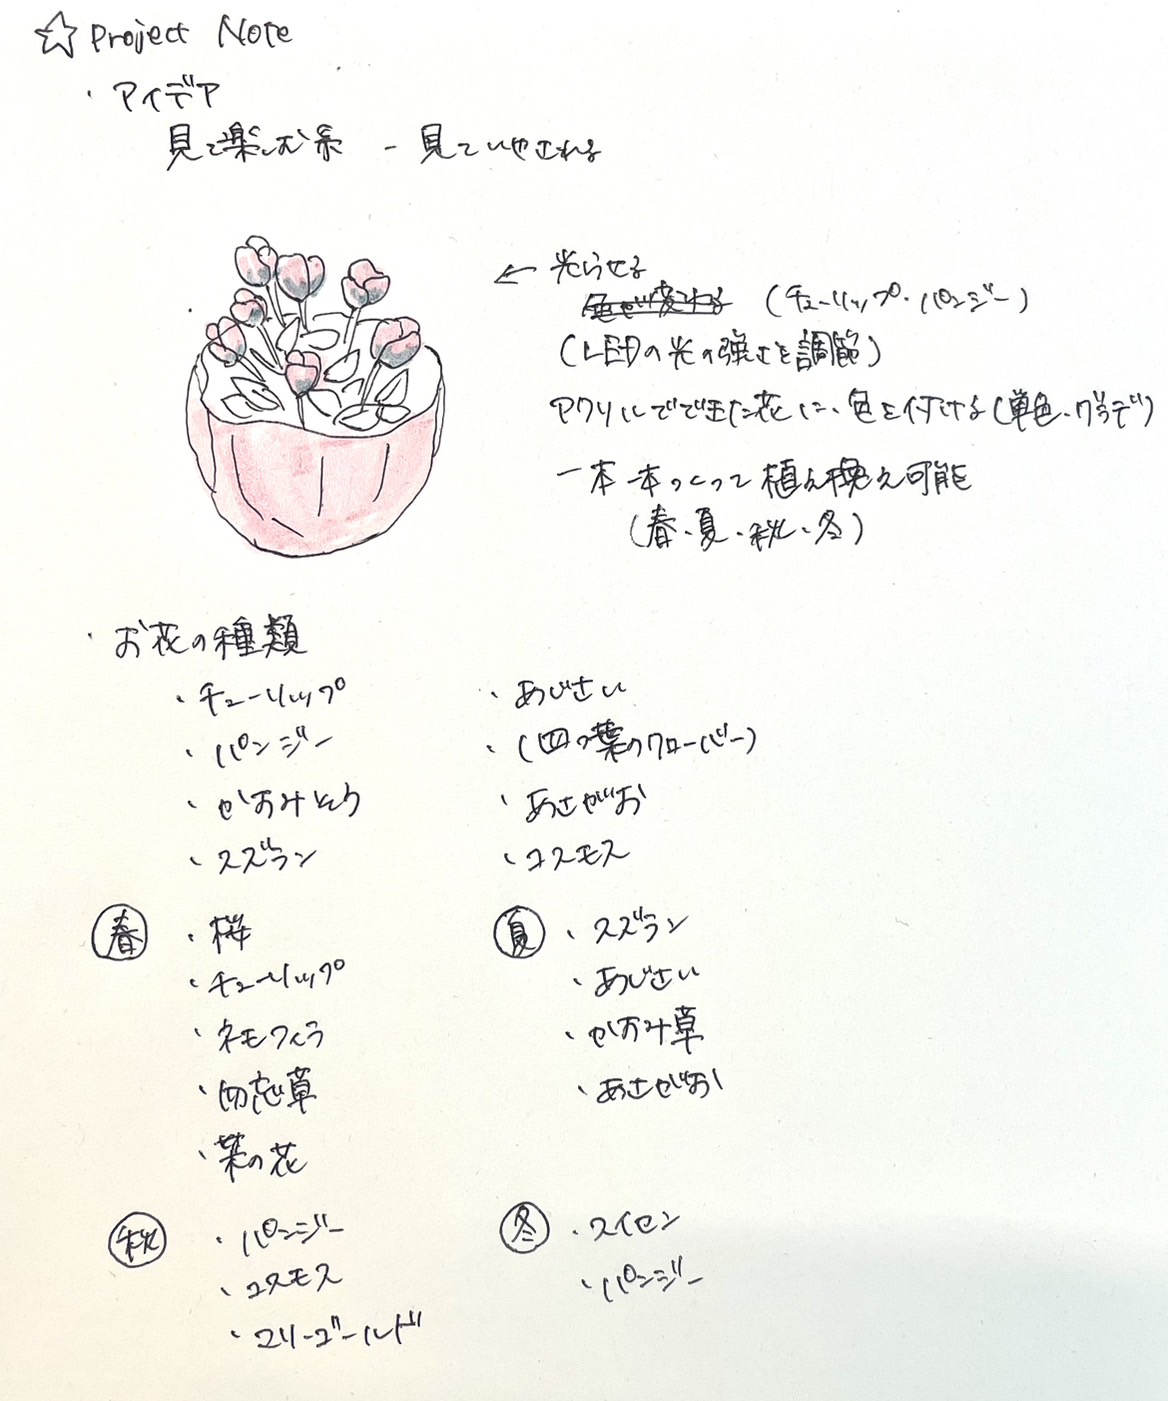 ☆ Project Note
・アイデア
見て楽しむ系 - 見ていやされる
← 光らせる
色が変わる (チューリップ・パンジー)
(LEDの光の強さを調節)
アクリルでできた花に、色を付ける(単色・グラデ)
一本一本つくって植え換え可能
(春・夏・秋・冬)
・お花の種類
・チューリップ
・パンジー
・かすみそう
・スズラン
・あじさい
・(四つ葉のクローバー)
・あさがお
・コスモス
春
・桜
・チューリップ
・ネモフィラ
・勿忘草
・菜の花
夏
・スズラン
・あじさい
・かすみ草
・あさがお
秋
・パンジー
・コスモス
・マリーゴールド
冬
・スイセン
・パンジー